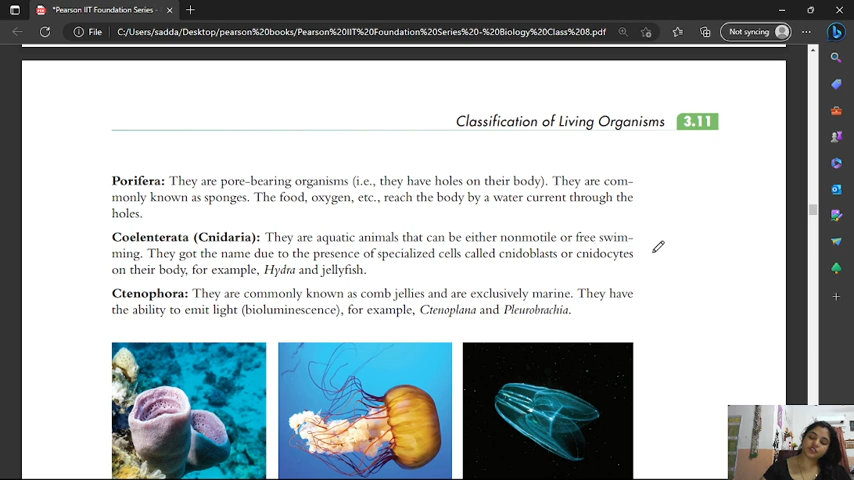 *Pearson IIT Foundation Series -
File
C:/Users/sadda/Desktop/pearson%20books/Pearson%20IIT%20Foundation%20Series%20-%20Biology%20Class%208.pdf
Not syncing
Classification of Living Organisms 3.11
Porifera: They are pore-bearing organisms (i.e., they have holes on their body). They are com-
monly known as sponges. The food, oxygen, etc., reach the body by a water current through the
holes.
Coelenterata (Cnidaria): They are aquatic animals that can be either nonmotile or free swim-
ming. They got the name due to the presence of specialized cells called cnidoblasts or cnidocytes
on their body, for example, Hydra and jellyfish.
Ctenophora: They are commonly known as comb jellies and are exclusively marine. They have
the ability to emit light (bioluminescence), for example, Ctenoplana and Pleurobrachia.